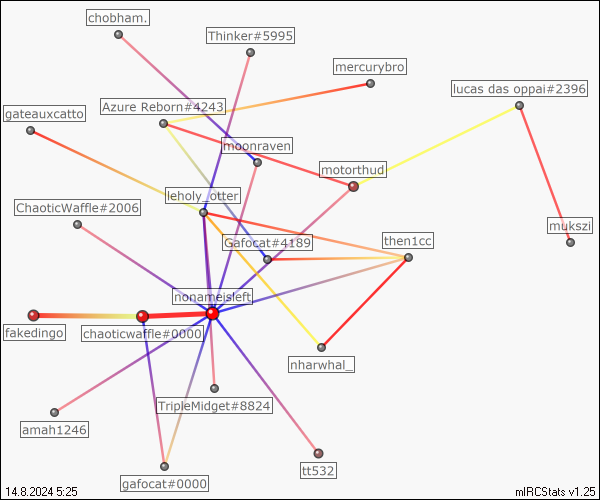 chobham.
Thinker#5995
mercurybro
lucas das oppai#2396
Azure Reborn#4243
gateauxcatto
moonraven
motorthud
leholy_otter
ChaoticWaffle#2006
mukszi
Gafocat#4189
then1cc
nonameisleft
fakedingo
chaoticwaffle#0000
nharwhal_
TripleMidget#8824
amah1246
tt532
gafocat#0000
14.8.2024 5:25
mIRCStats v1.25